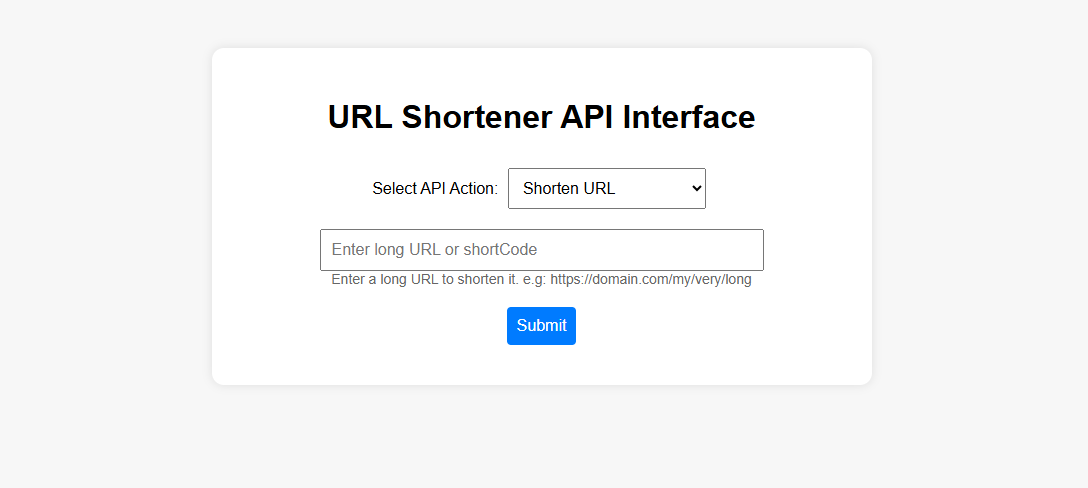 URL Shortener API Interface
Select API Action: Shorten URL
Enter long URL or shortCode
Enter a long URL to shorten it. e.g: https://domain.com/my/very/long
Submit